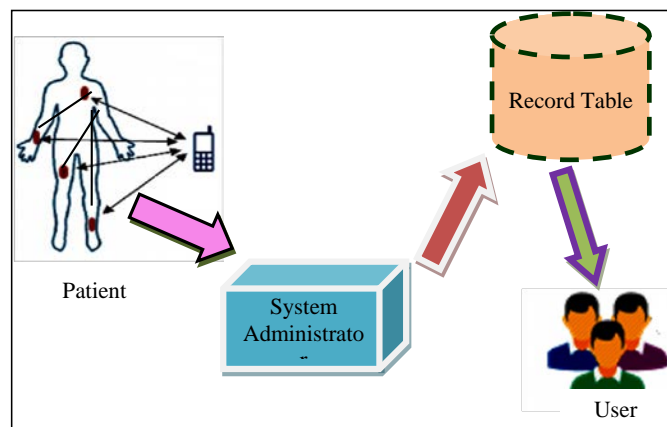 Record Table
Patient
System
Administrato
r
User